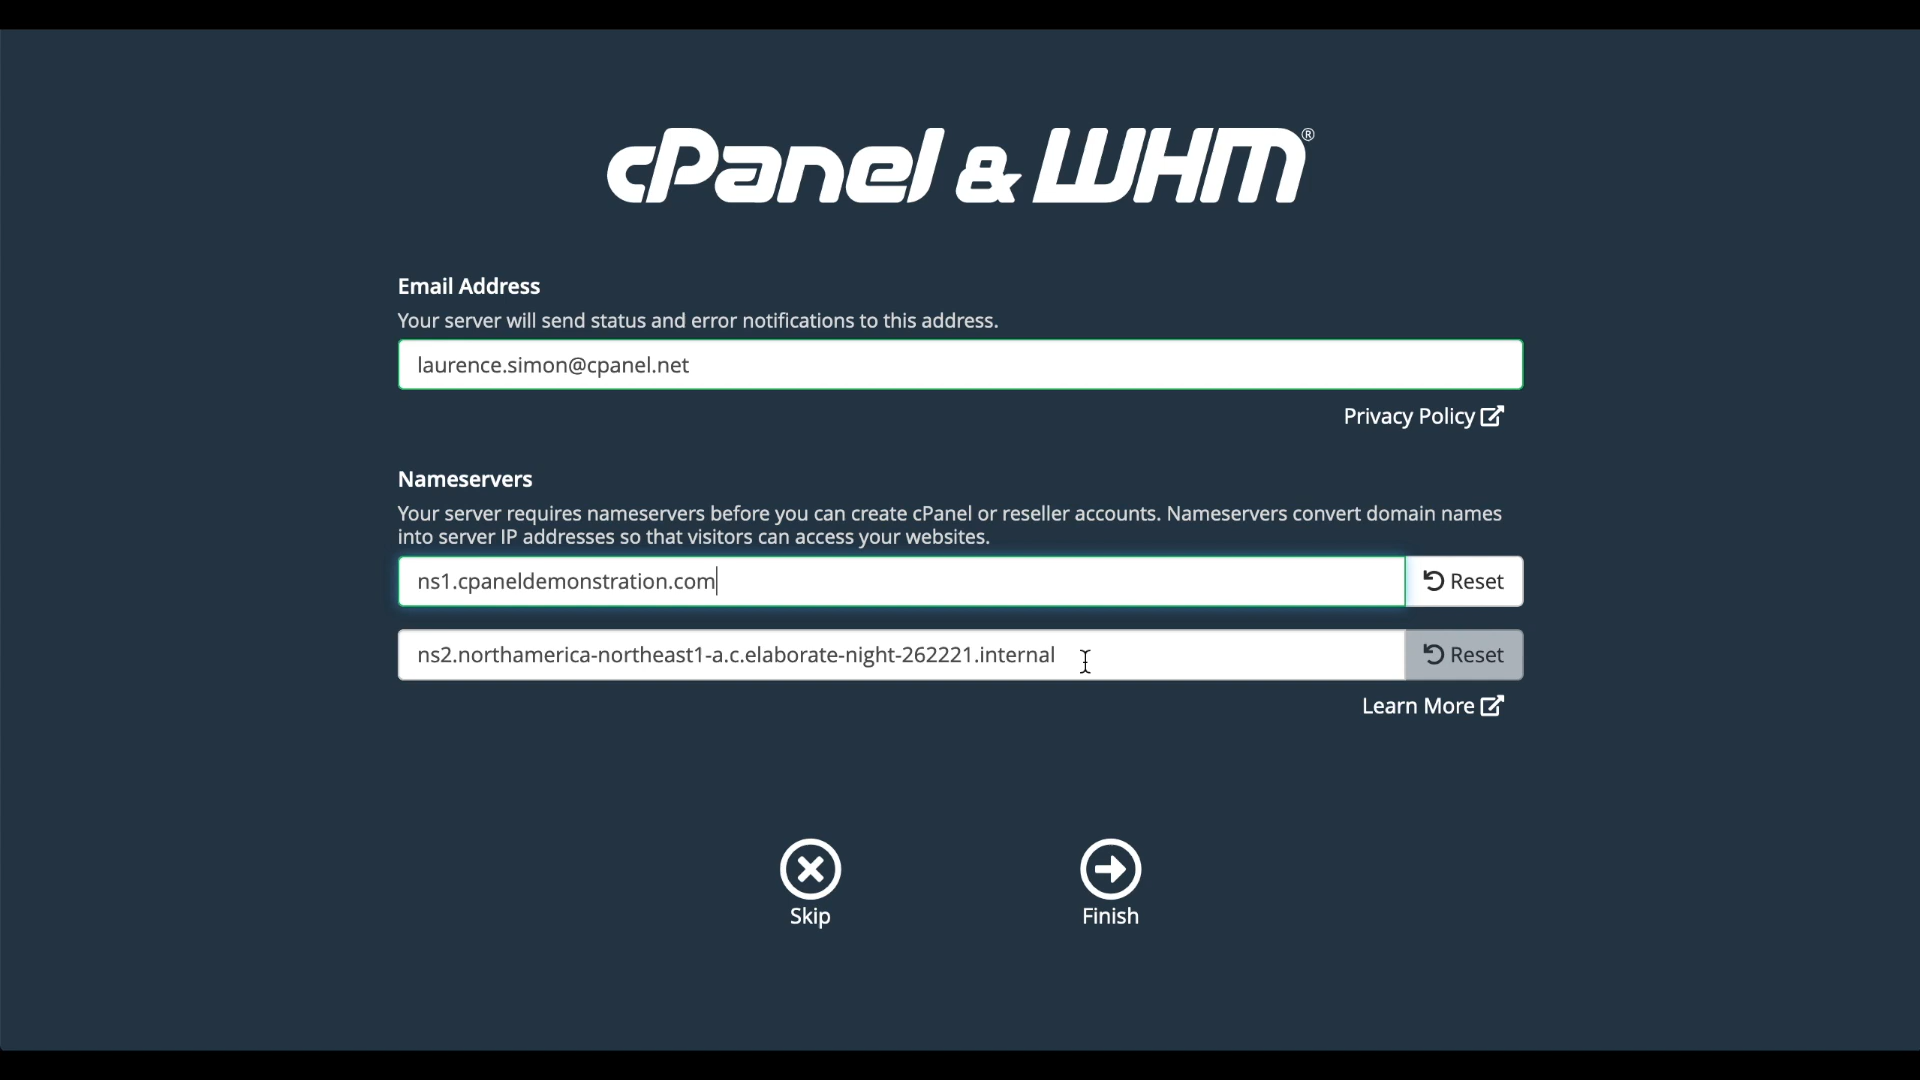 cPanel & WHM®
Email Address
Your server will send status and error notifications to this address.
laurence.simon@cpanel.net
Privacy Policy
Nameservers
Your server requires nameservers before you can create cPanel or reseller accounts. Nameservers convert domain names
into server IP addresses so that visitors can access your websites.
ns1.cpaneldemonstration.com
Reset
ns2.northamerica-northeast1-a.c.elaborate-night-262221.internal
Reset
Learn More
Skip
Finish